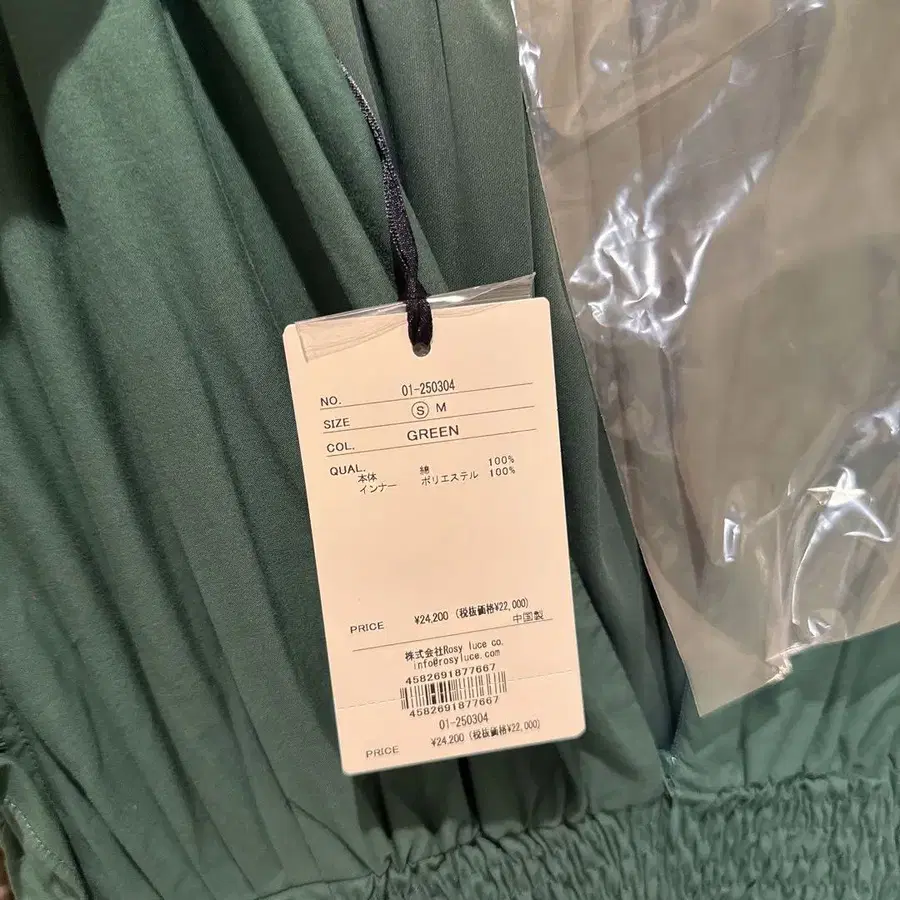 NO. 01-250304
SIZE Ⓢ M
COL. GREEN
QUAL.
本体 綿 100%
インナー ポリエステル 100%
PRICE ¥24,200 (税抜価格¥22,000)
中国製
株式会社Rosy luce co.
info@rosyluce.com
4582691877667
4582691877667
01-250304
PRICE ¥24,200 (税抜価格¥22,000)